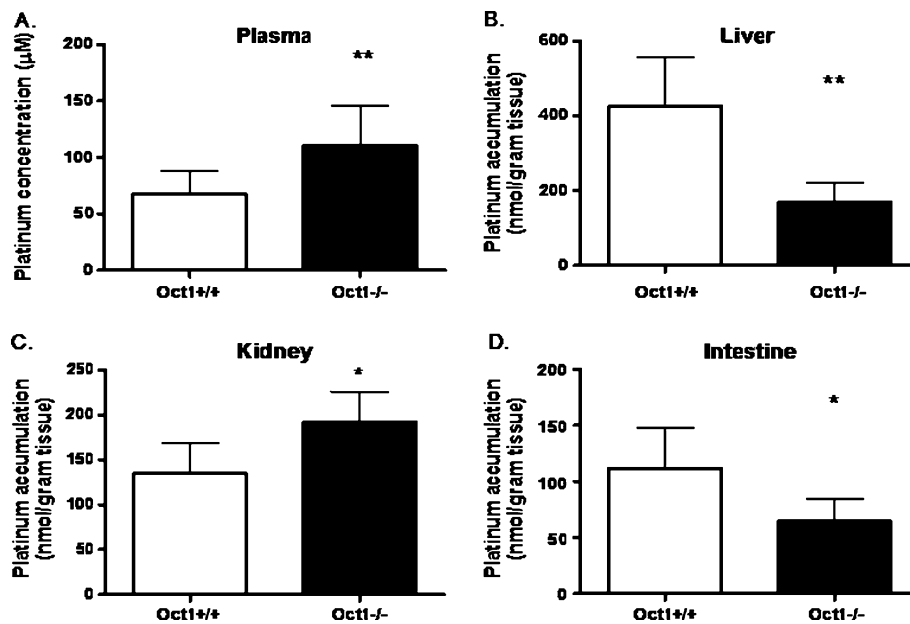 A.
Plasma
Platinum concentration (µM)
200
150
100
50
0
**
Oct1+/+
Oct1-/-
B.
Liver
Platinum accumulation
(nmol/gram tissue)
600
400
200
0
**
Oct1+/+
Oct1-/-
C.
Kidney
Platinum accumulation
(nmol/gram tissue)
250
200
150
100
50
0
*
Oct1+/+
Oct1-/-
D.
Intestine
Platinum accumulation
(nmol/gram tissue)
200
150
100
50
0
*
Oct1+/+
Oct1-/-